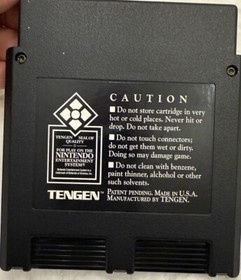 CAUTION
■ Do not store cartridge in very
hot or cold places. Never hit or
drop. Do not take apart.
■ Do not touch connectors;
do not get them wet or dirty.
Doing so may damage game.
■ Do not clean with benzene,
paint thinner, alchohol or other
such solvents.
TENGEN SEAL OF
QUALITY
FOR PLAY ON THE
NINTENDO
ENTERTAINMENT
SYSTEM®
TENGEN
PATENT PENDING. MADE IN U.S.A.
MANUFACTURED BY TENGEN.